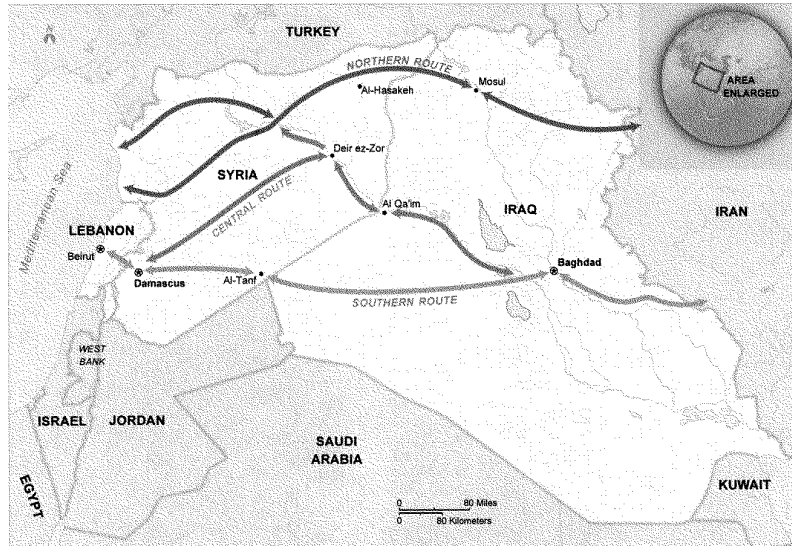 TURKEY
NORTHERN ROUTE
Mosul
Al-Hasakeh
AREA
ENLARGED
Deir ez-Zor
SYRIA
CENTRAL ROUTE
Al Qa'im
IRAQ
IRAN
Mediterranean Sea
LEBANON
Beirut
Damascus
Al-Tanf
Baghdad
SOUTHERN ROUTE
WEST
BANK
ISRAEL
JORDAN
SAUDI
ARABIA
EGYPT
KUWAIT
0 80 Miles
0 80 Kilometers